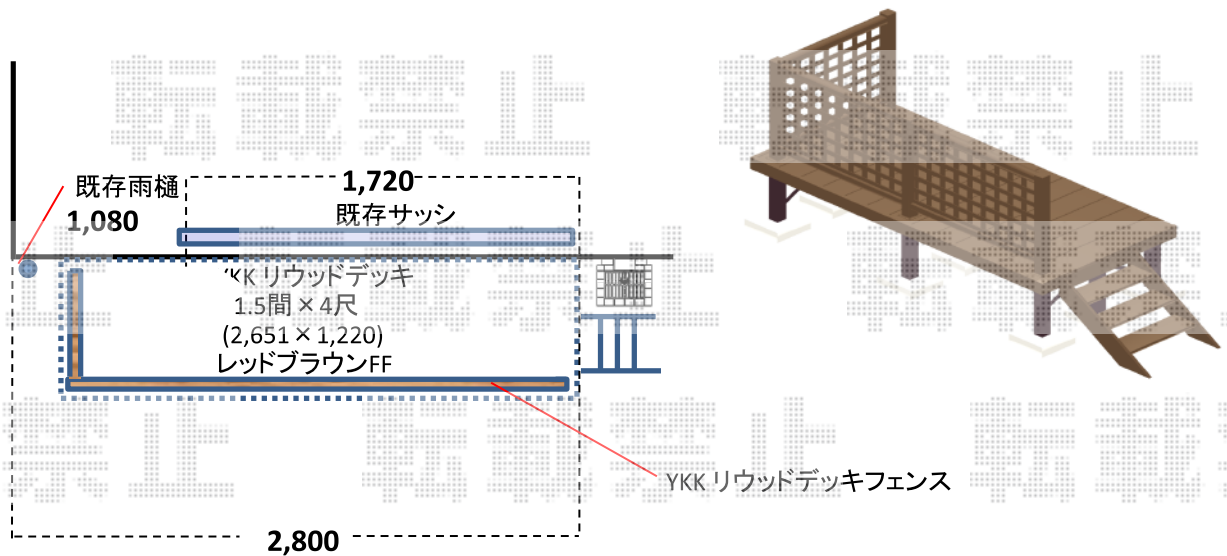 転載禁止
転載禁止
既存雨樋
1,080
1,720
既存サッシ
YKK リウッドデッキ
1.5間×4尺
(2,651×1,220)
レッドブラウンFF
YKK リウッドデッキフェンス
2,800
禁止
転載禁止
転載